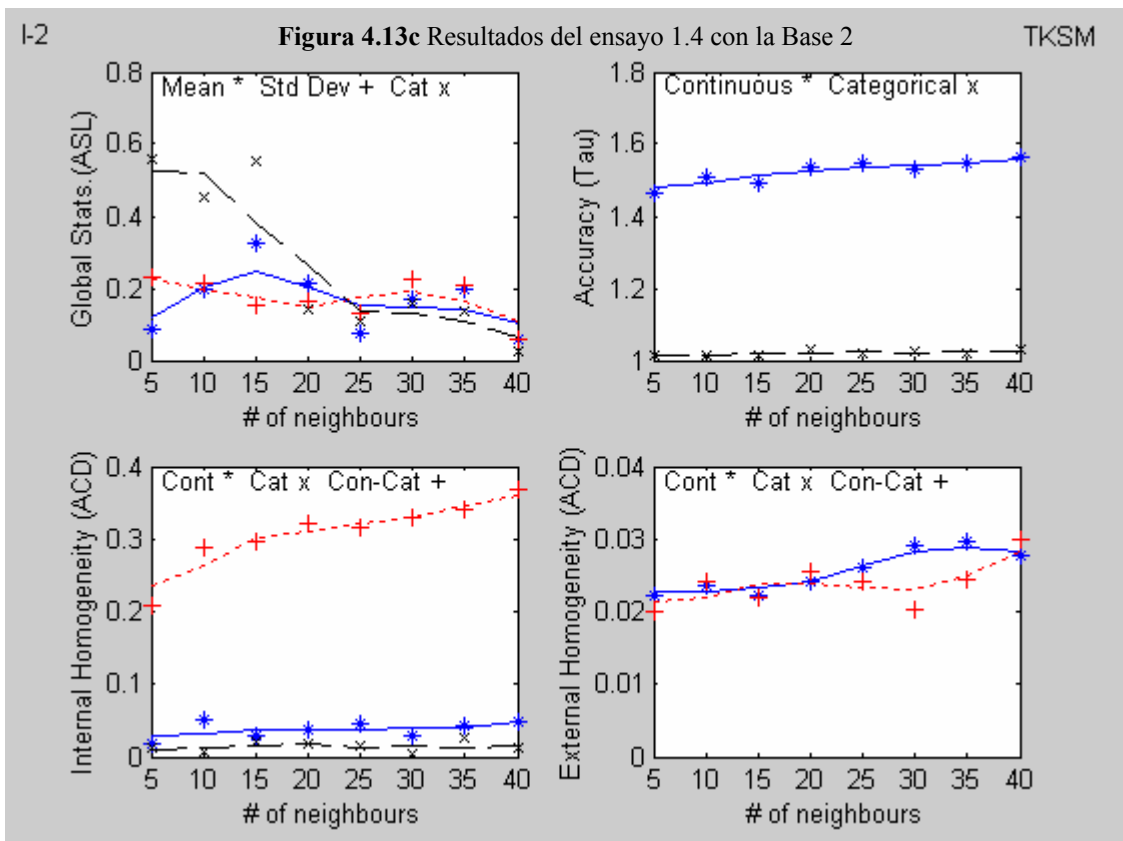 I-2
Figura 4.13c Resultados del ensayo 1.4 con la Base 2
TKSM
Mean * Std Dev + Cat x
Global Stats.(ASL)
0.8
0.6
0.4
0.2
0
5 10 15 20 25 30 35 40
# of neighbours
Continuous * Categorical x
Accuracy (Tau)
1.8
1.6
1.4
1.2
1
5 10 15 20 25 30 35 40
# of neighbours
Cont * Cat x Con-Cat +
Internal Homogeneity (ACD)
0.4
0.3
0.2
0.1
0
5 10 15 20 25 30 35 40
# of neighbours
Cont * Cat x Con-Cat +
External Homogeneity (ACD)
0.04
0.03
0.02
0.01
0
5 10 15 20 25 30 35 40
# of neighbours